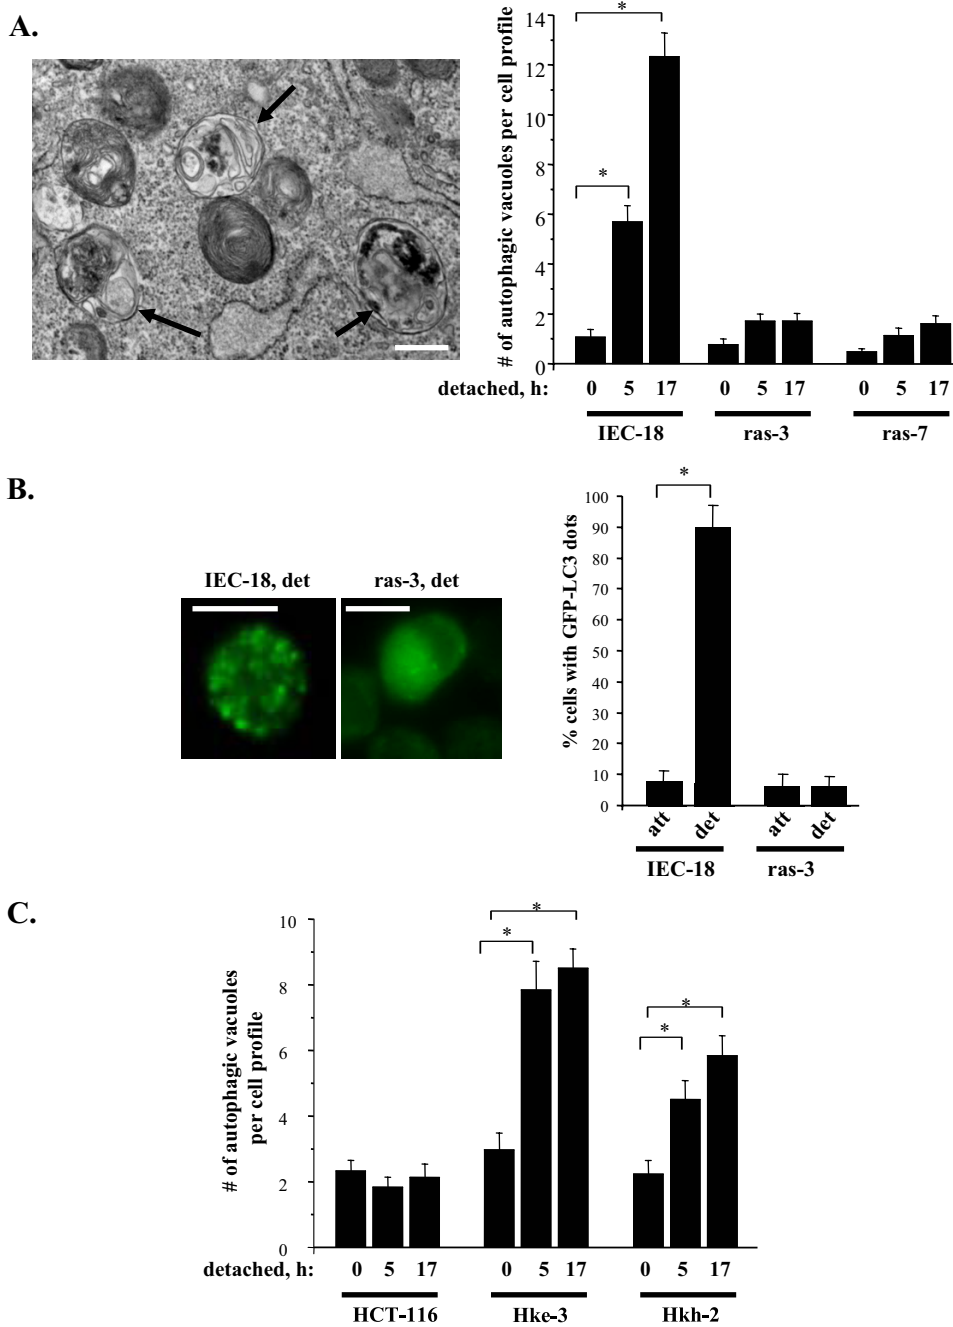 A.
# of autophagic vacuoles per cell profile
14
12
10
8
6
4
2
0
*
*
detached, h: 0 5 17 0 5 17 0 5 17
IEC-18 ras-3 ras-7
B.
IEC-18, det ras-3, det
% cells with GFP-LC3 dots
100
90
80
70
60
50
40
30
20
10
0
*
att det att det
IEC-18 ras-3
C.
# of autophagic vacuoles
per cell profile
10
8
6
4
2
0
*
*
*
*
detached, h: 0 5 17 0 5 17 0 5 17
HCT-116 Hke-3 Hkh-2